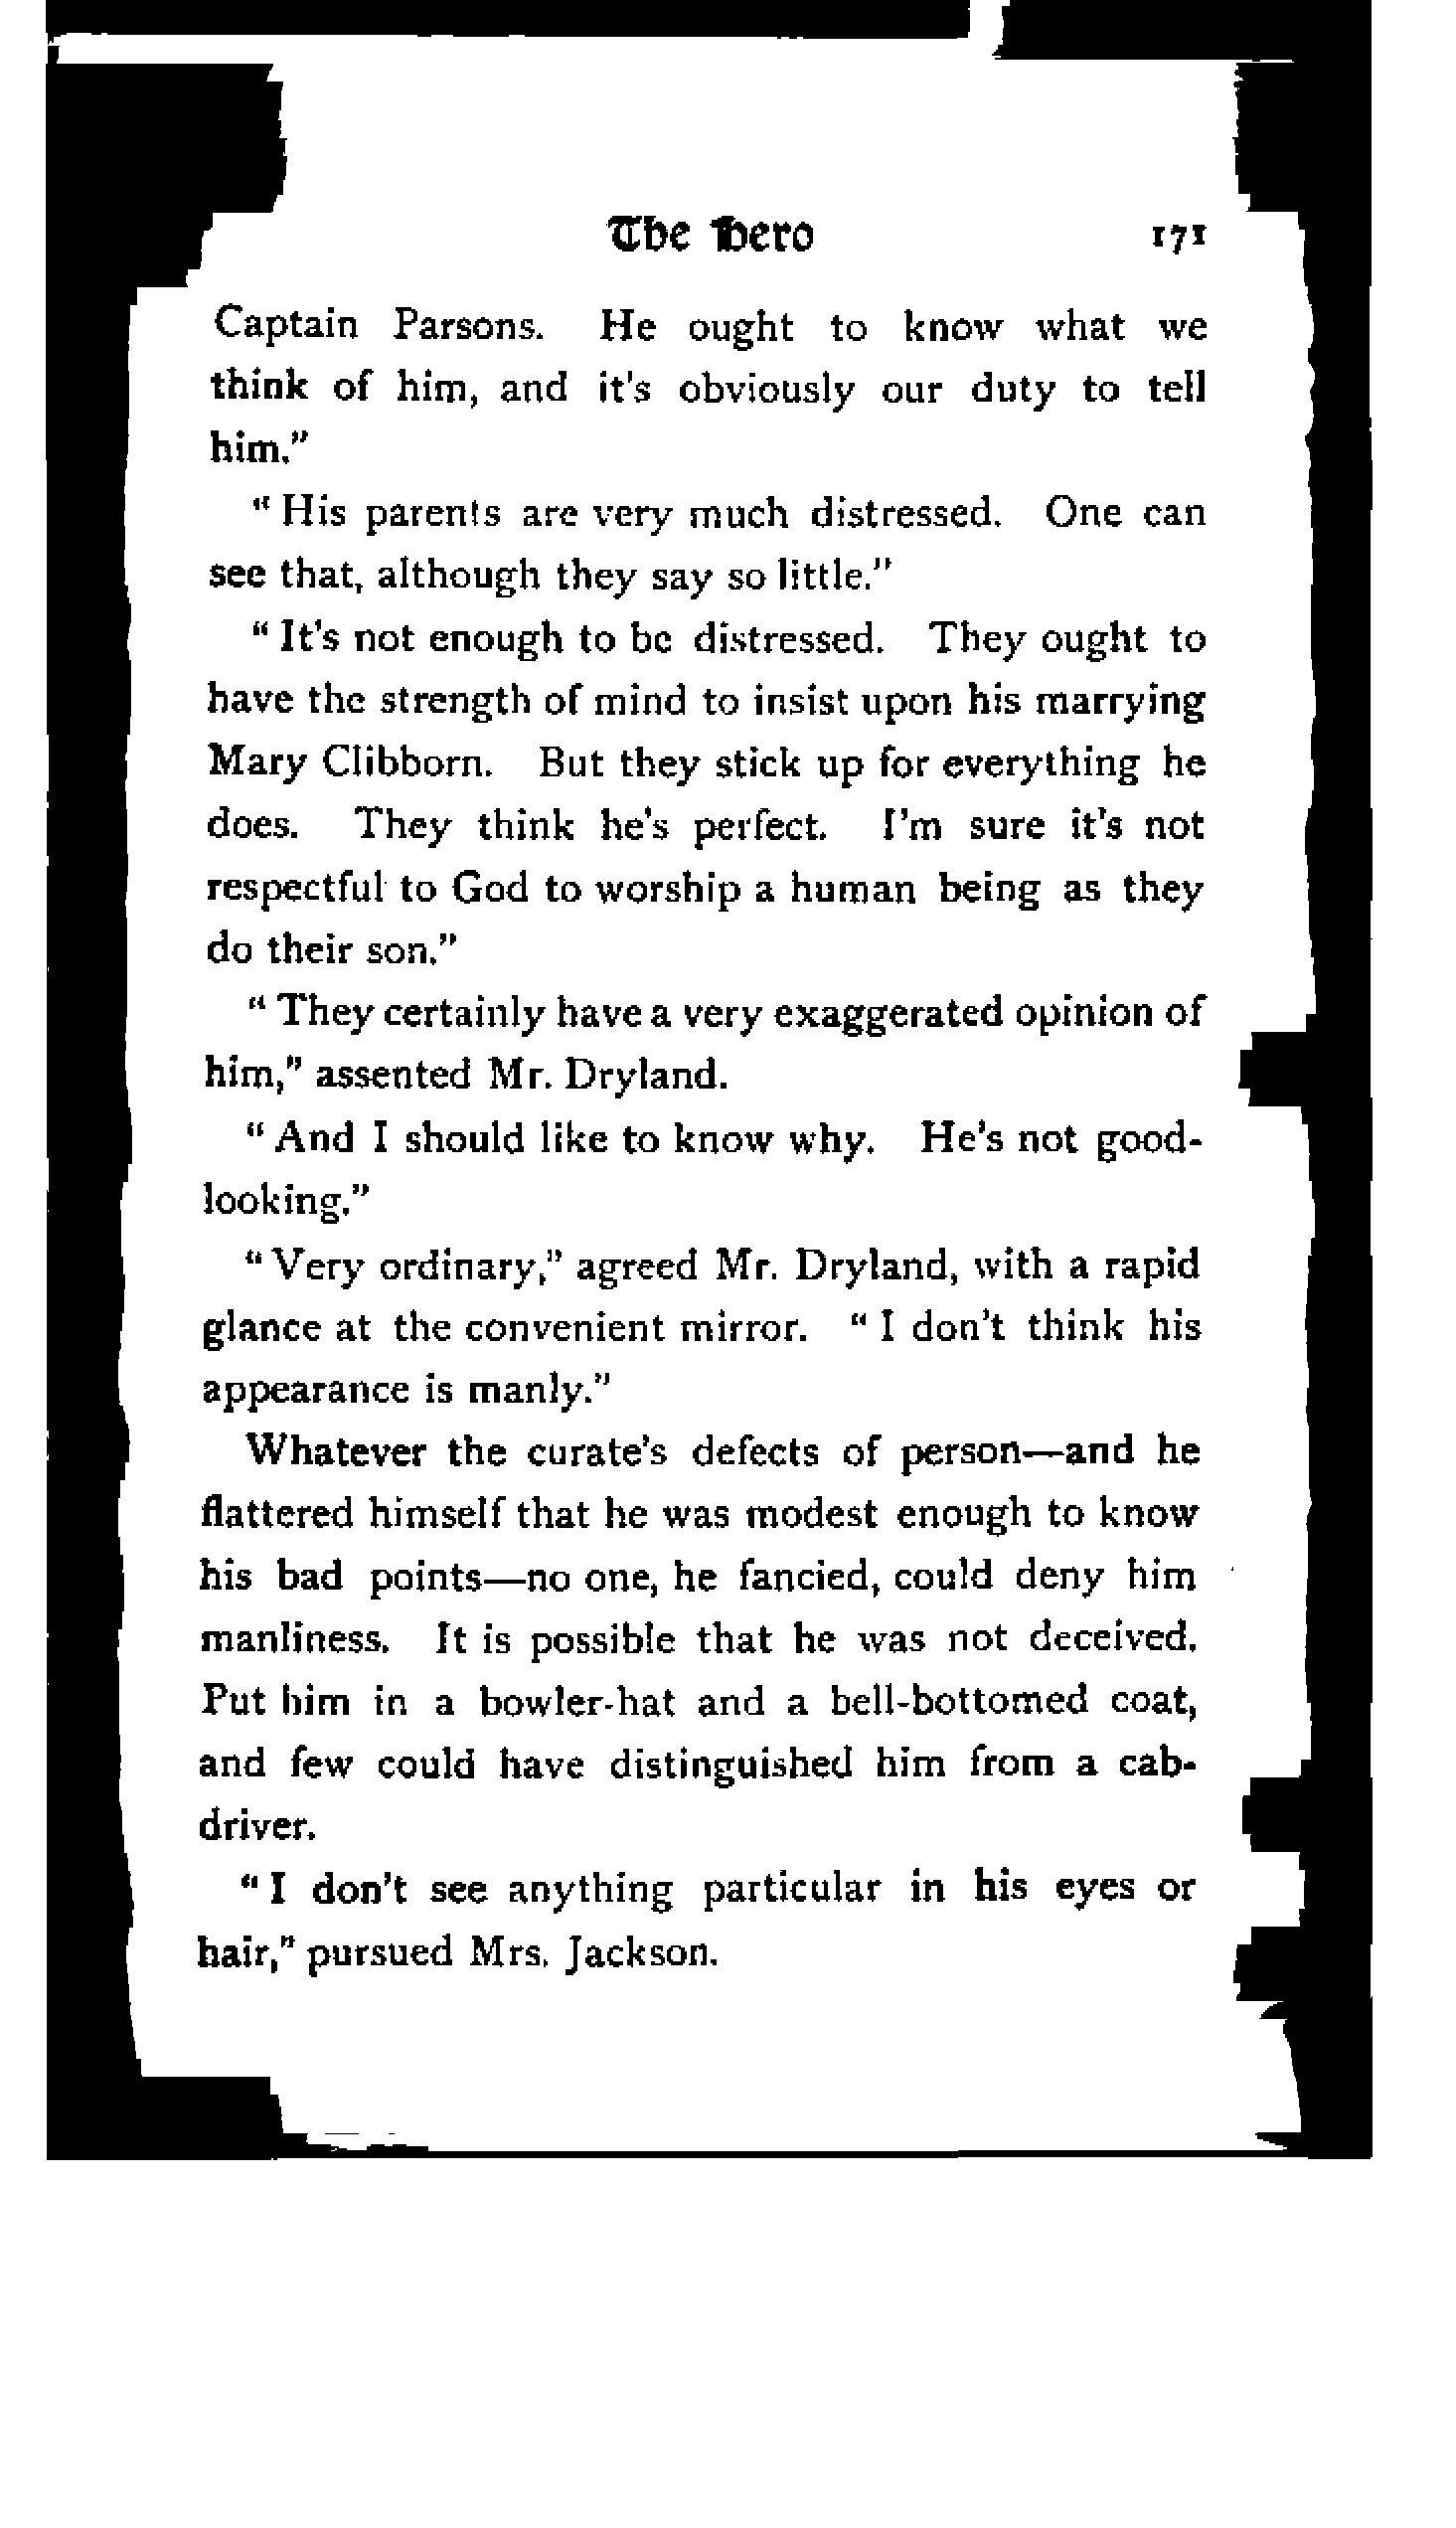 The Hero 171
Captain Parsons. He ought to know what we
think of him, and it's obviously our duty to tell
him."
" His parents are very much distressed. One can
see that, although they say so little."
" It's not enough to be distressed. They ought to
have the strength of mind to insist upon his marrying
Mary Clibborn. But they stick up for everything he
does. They think he's perfect. I'm sure it's not
respectful to God to worship a human being as they
do their son."
" They certainly have a very exaggerated opinion of
him," assented Mr. Dryland.
" And I should like to know why. He's not good-
looking."
" Very ordinary," agreed Mr. Dryland, with a rapid
glance at the convenient mirror. " I don't think his
appearance is manly."
Whatever the curate's defects of person—and he
flattered himself that he was modest enough to know
his bad points—no one, he fancied, could deny him
manliness. It is possible that he was not deceived.
Put him in a bowler-hat and a bell-bottomed coat,
and few could have distinguished him from a cab-
driver.
" I don't see anything particular in his eyes or
hair," pursued Mrs. Jackson.